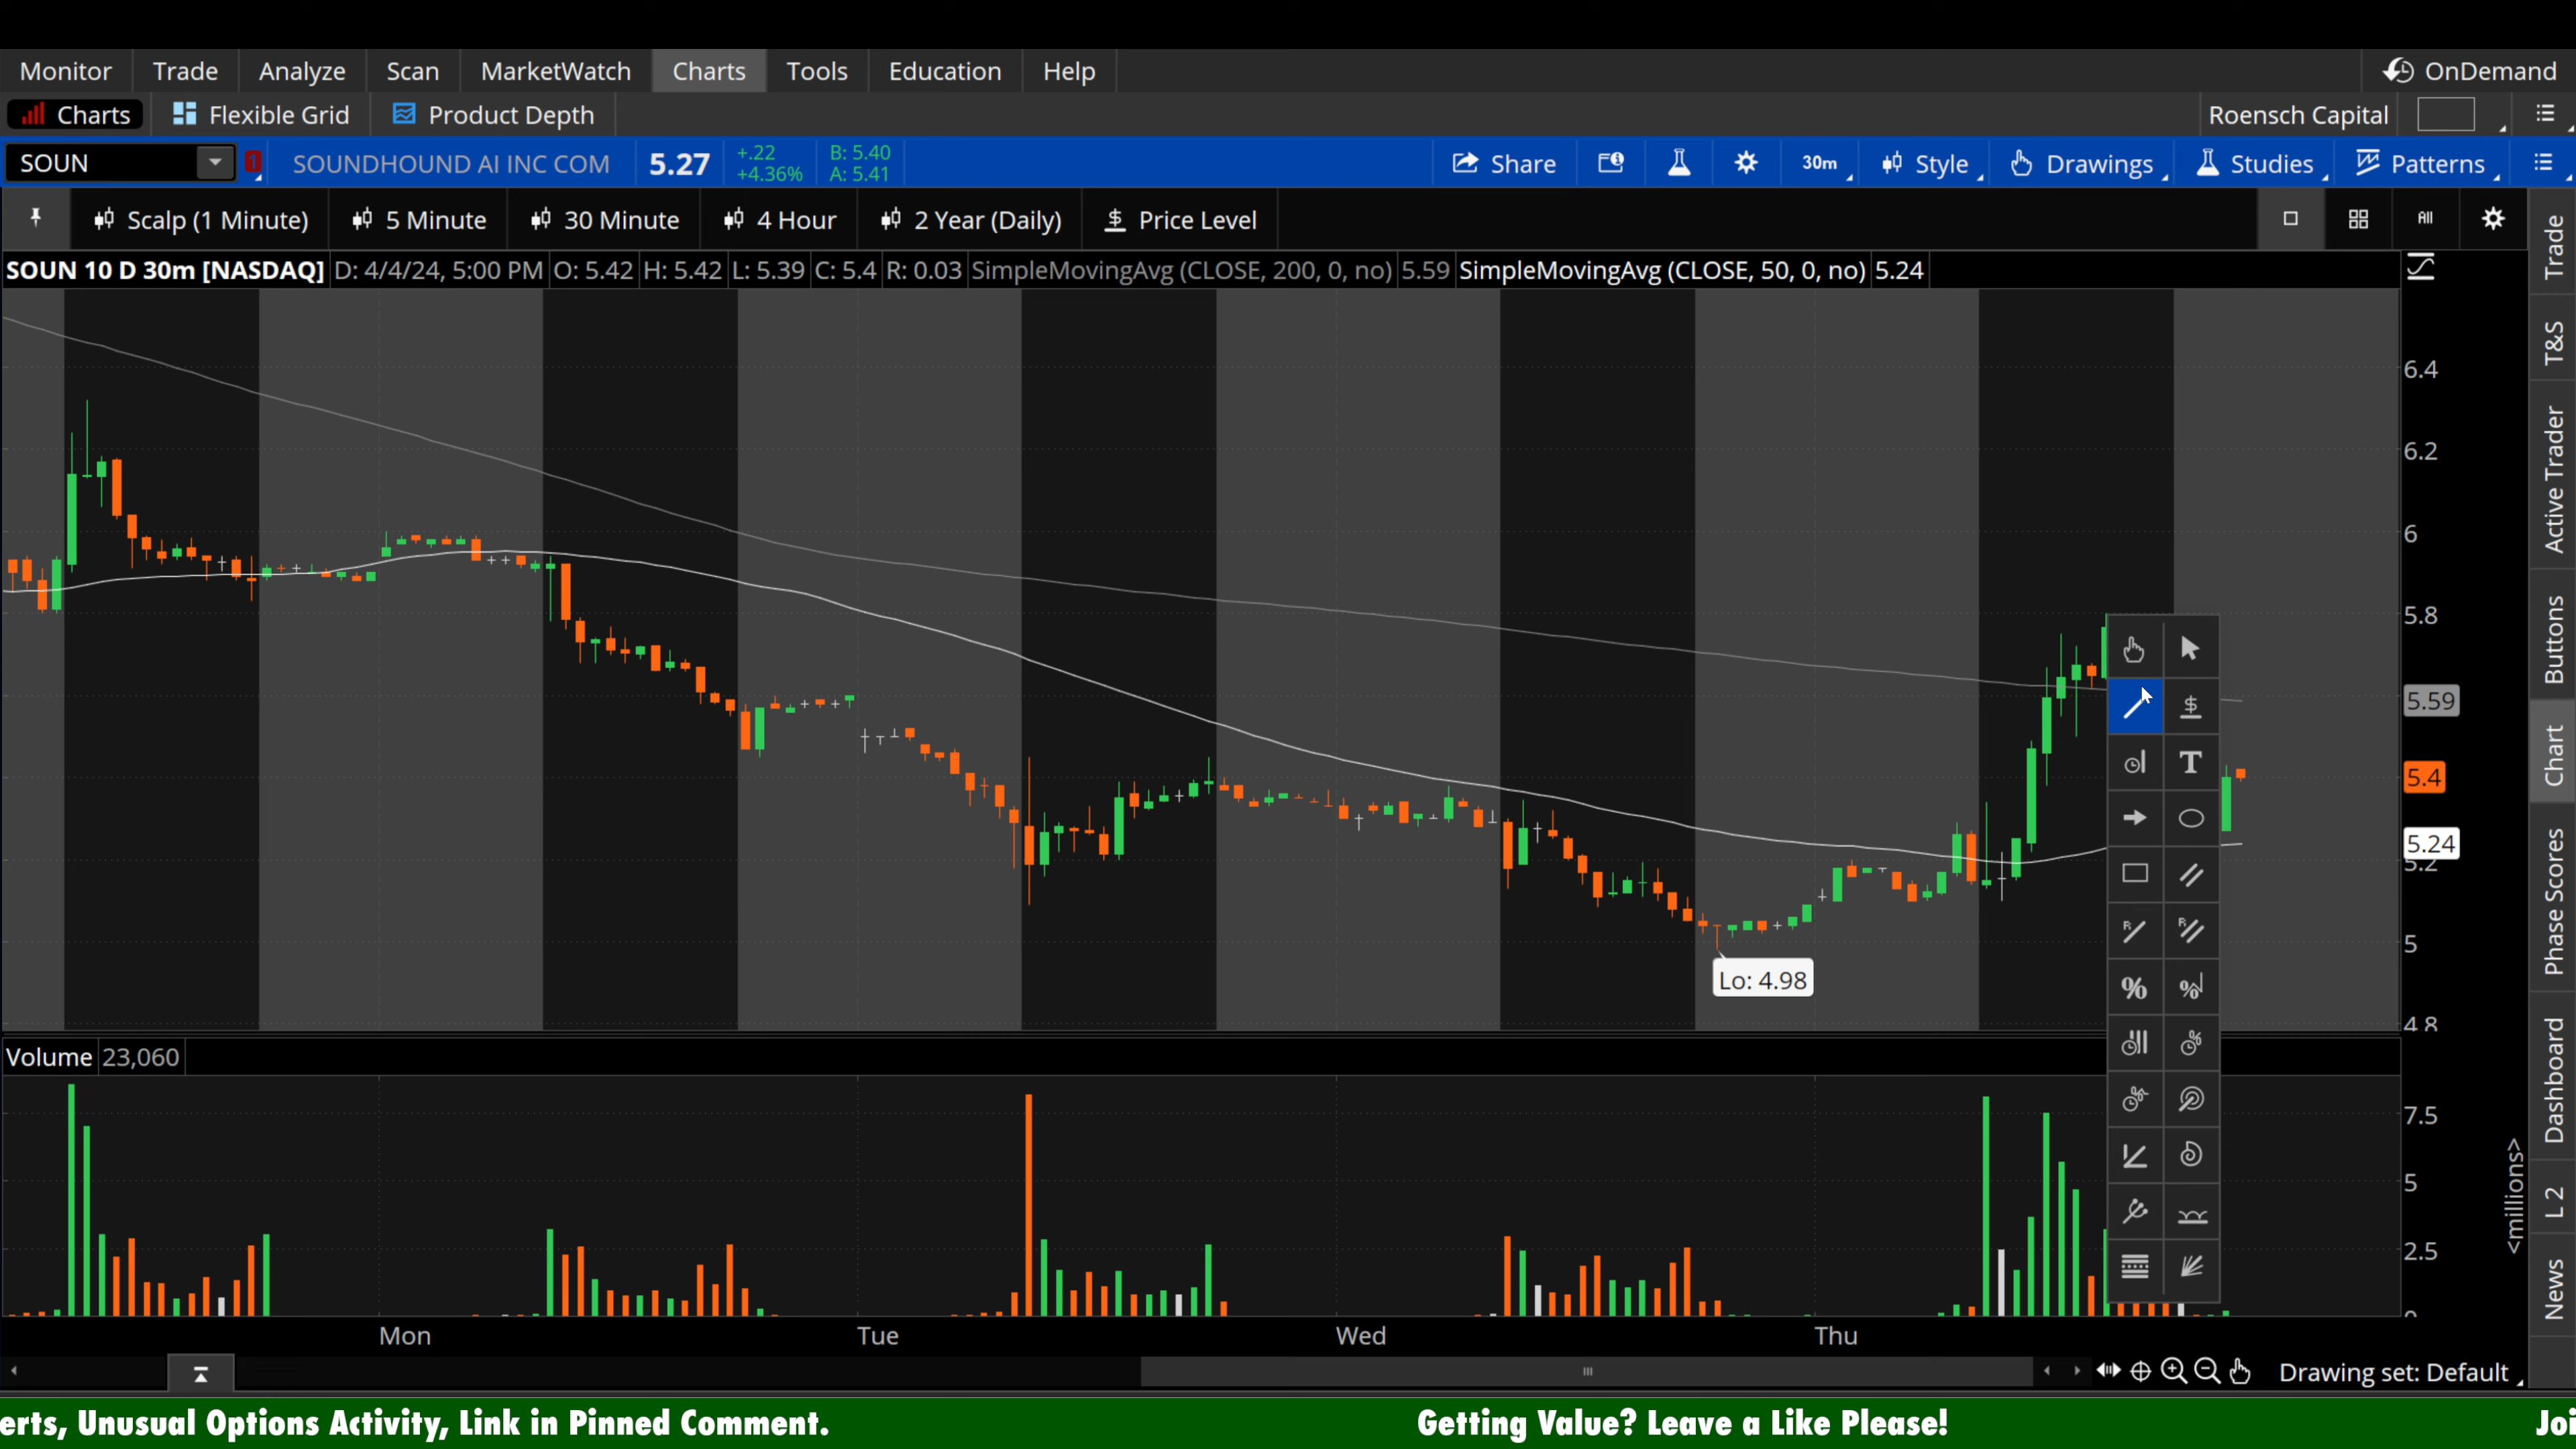 Monitor Trade Analyze Scan MarketWatch Charts Tools Education Help OnDemand
Charts Flexible Grid Product Depth Roensch Capital
SOUN 1 SOUNDHOUND AI INC COM 5.27 +.22 +4.36% B: 5.40 A: 5.41 Share 30m Style Drawings Studies Patterns
Scalp (1 Minute) 5 Minute 30 Minute 4 Hour 2 Year (Daily) $ Price Level All
SOUN 10 D 30m [NASDAQ] D: 4/4/24, 5:00 PM O: 5.42 H: 5.42 L: 5.39 C: 5.4 R: 0.03 SimpleMovingAvg (CLOSE, 200, 0, no) 5.59 SimpleMovingAvg (CLOSE, 50, 0, no) 5.24
6.4
6.2
6
5.8
5.59
5.4
5.24
5.2
5
4.8
Lo: 4.98
$
T
R
R
%
%
%
%
Volume 23,060
7.5
5
2.5
0
<millions>
Mon Tue Wed Thu
Drawing set: Default
Trade
T&S
Active Trader
Buttons
Chart
Phase Scores
Dashboard
L 2
News
erts, Unusual Options Activity, Link in Pinned Comment. Getting Value? Leave a Like Please! Joi